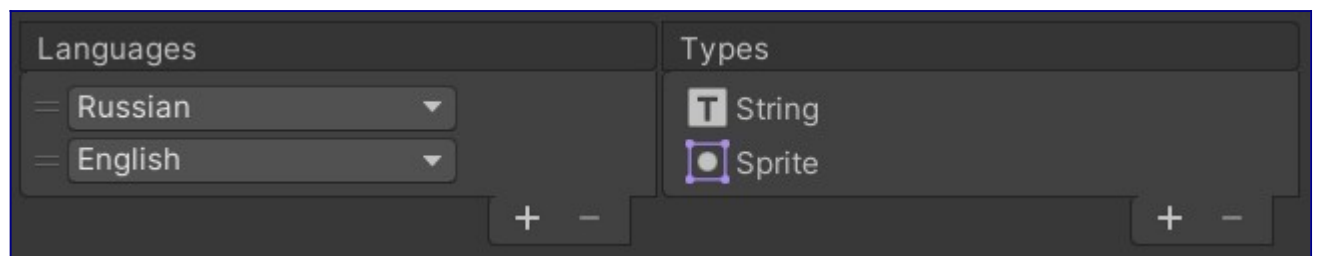 Languages
Types
Russian
English
T String
Sprite
+ −
+ −